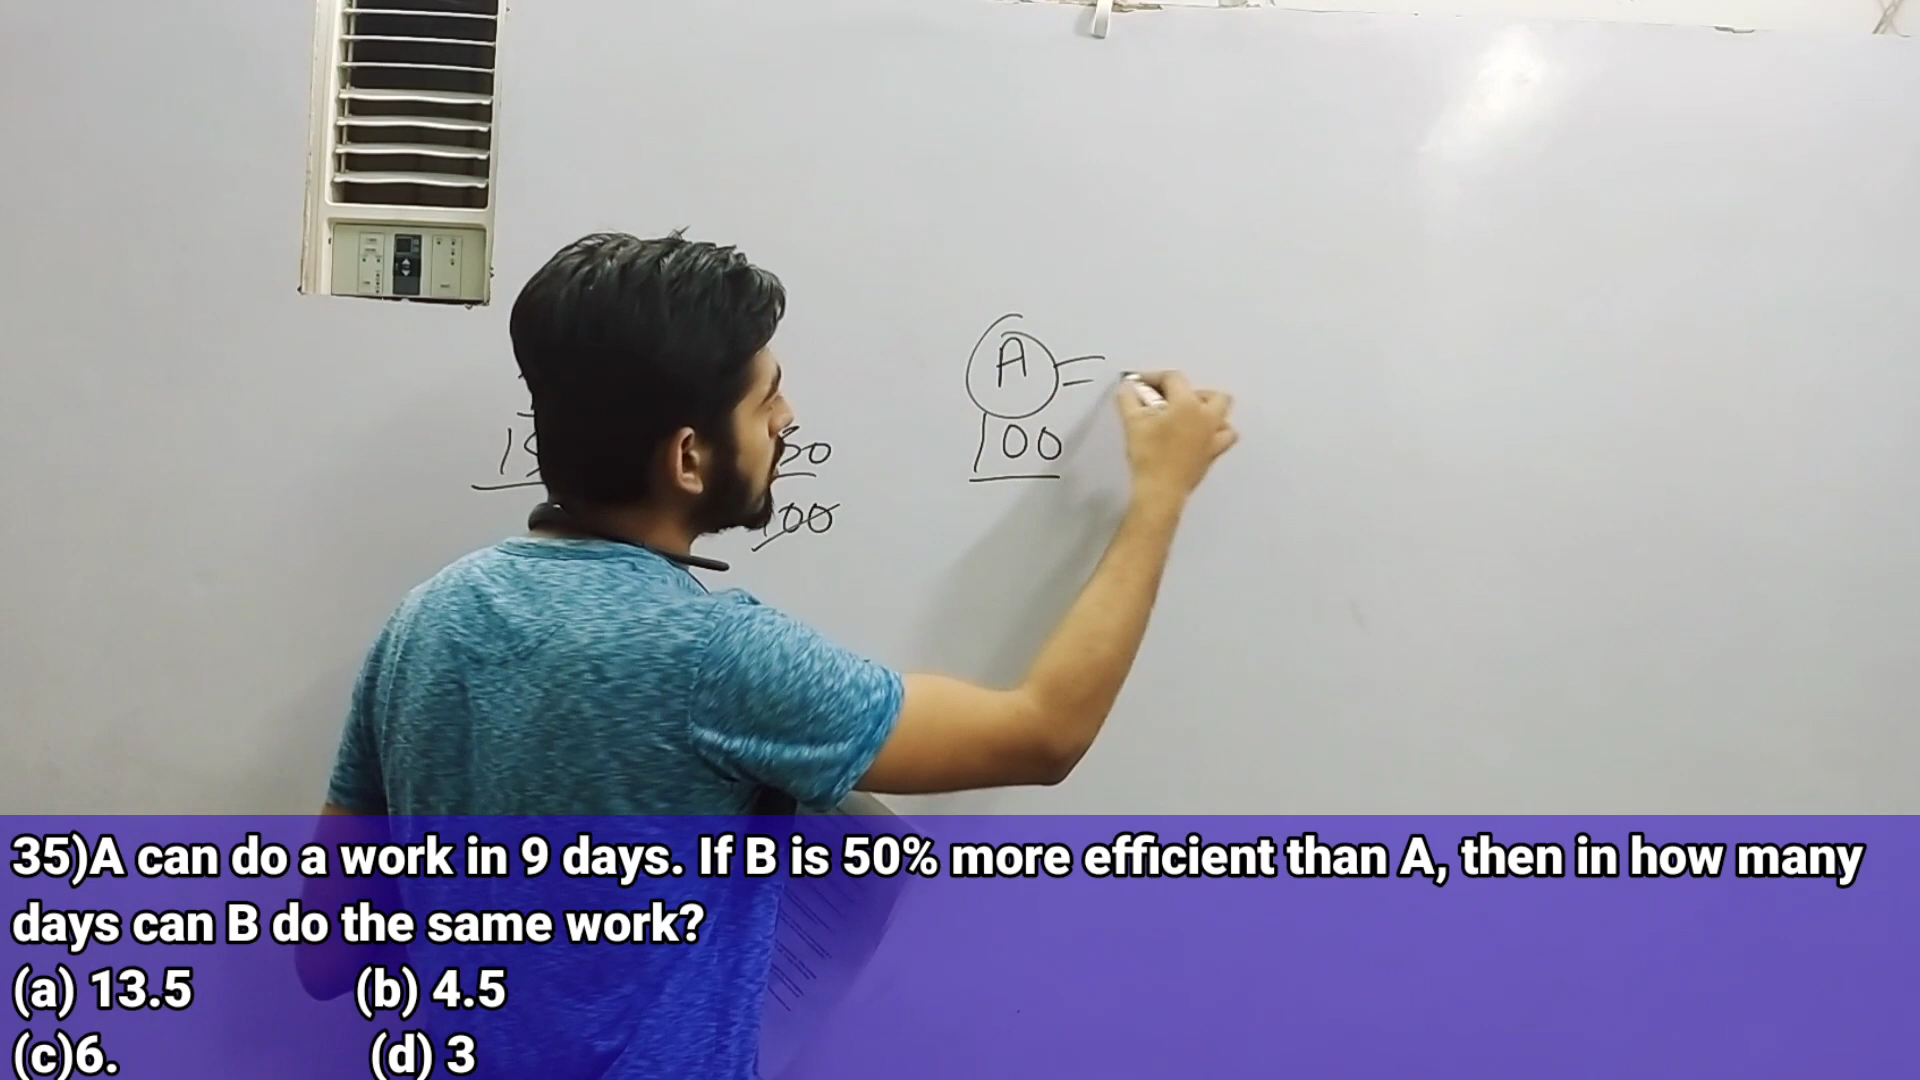 A =
100
00
35)A can do a work in 9 days. If B is 50% more efficient than A, then in how many
days can B do the same work?
(a) 13.5 (b) 4.5
(c)6. (d) 3